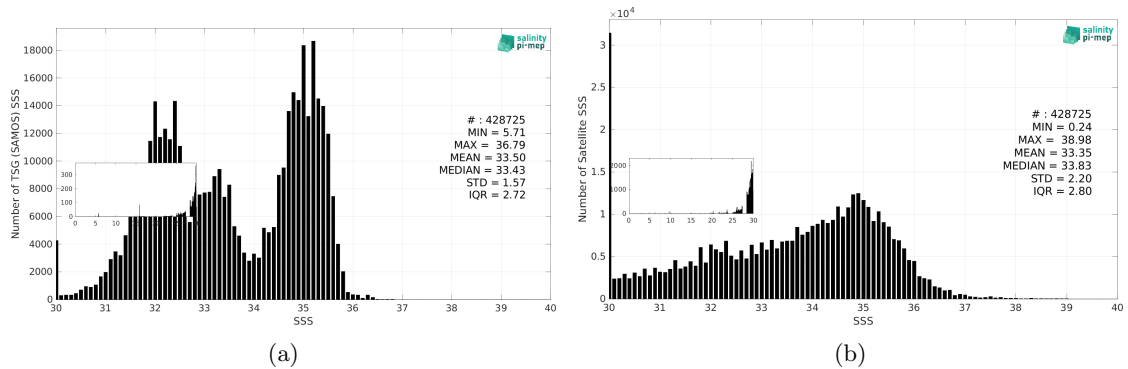 salinity
pi-mep
# : 428725
MIN = 5.71
MAX = 36.79
MEAN = 33.50
MEDIAN = 33.43
STD = 1.57
IQR = 2.72
Number of TSG (SAMOS) SSS
18000
16000
14000
12000
10000
8000
6000
4000
2000
0
300
200
100
0
0 5 10 15
30 31 32 33 34 35 36 37 38 39 40
SSS
(a)
×10⁴
salinity
pi-mep
# : 428725
MIN = 0.24
MAX = 38.98
MEAN = 33.35
MEDIAN = 33.83
STD = 2.20
IQR = 2.80
Number of Satellite SSS
3
2.5
2
1.5
1
0.5
0
2000
1000
0
0 5 10 15 20 25 30
30 31 32 33 34 35 36 37 38 39 40
SSS
(b)